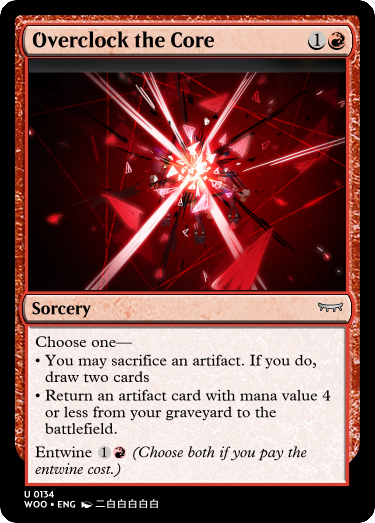 Overclock the Core 1
Sorcery
Choose one—
• You may sacrifice an artifact. If you do,
draw two cards
• Return an artifact card with mana value 4
or less from your graveyard to the
battlefield.
Entwine 1 (Choose both if you pay the
entwine cost.)
U 0134
WOO • ENG 二白白白白白